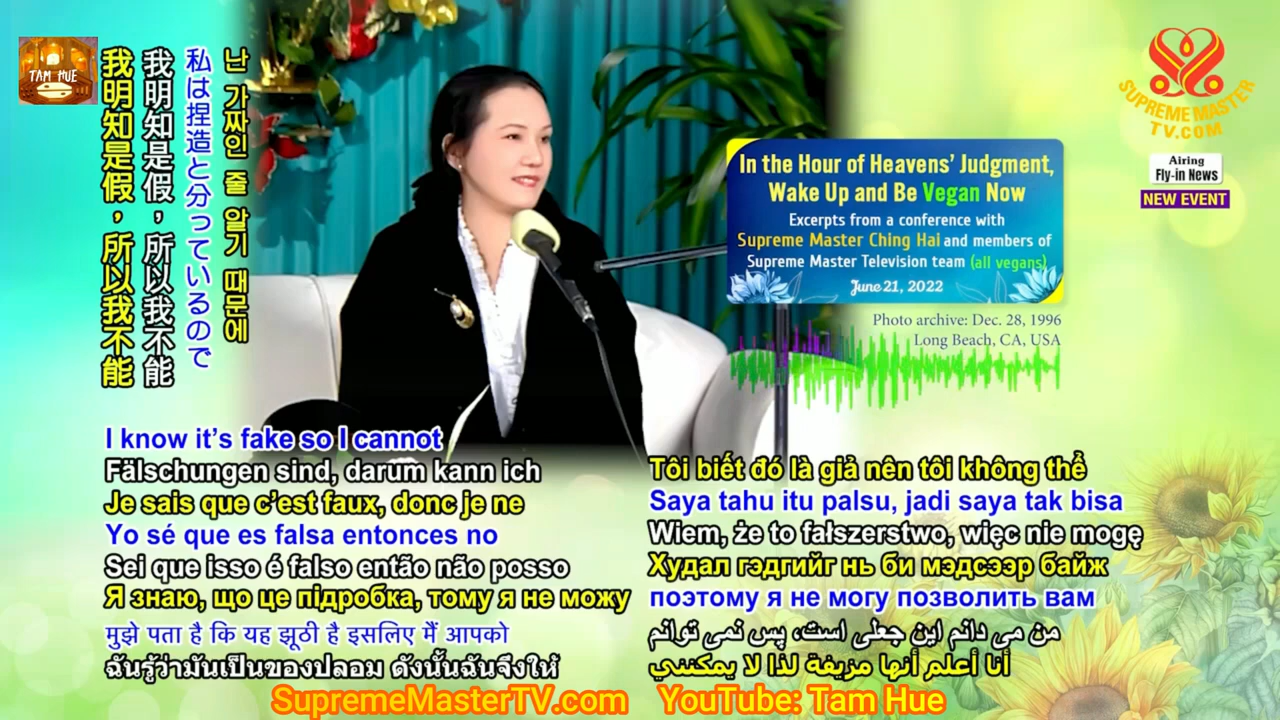 TAM HUE
我明知是假，所以我不能
我明知是假，所以我不能
私は捏造と分っているので
난 가짜인 줄 알기 때문에
SUPREME MASTER
TV.COM
Airing
Fly-in News
NEW EVENT
In the Hour of Heavens’ Judgment,
Wake Up and Be Vegan Now
Excerpts from a conference with
Supreme Master Ching Hai and members of
Supreme Master Television team (all vegans)
June 21, 2022
Photo archive: Dec. 28, 1996
Long Beach, CA, USA
I know it’s fake so I cannot
Fälschungen sind, darum kann ich
Je sais que c’est faux, donc je ne
Yo sé que es falsa entonces no
Sei que isso é falso então não posso
Я знаю, що це підробка, тому я не можу
मुझे पता है कि यह झूठी है इसलिए मैं आपको
ฉันรู้ว่ามันเป็นของปลอม ดังนั้นฉันจึงให้
Tôi biết đó là giả nên tôi không thể
Saya tahu itu palsu, jadi saya tak bisa
Wiem, że to fałszerstwo, więc nie mogę
Худал гэдгийг нь би мэдсээр байж
поэтому я не могу позволить вам
من می دانم این جعلی است، پس نمی توانم
أنا أعلم أنها مزيفة لذا لا يمكنني
SupremeMasterTV.com YouTube: Tam Hue